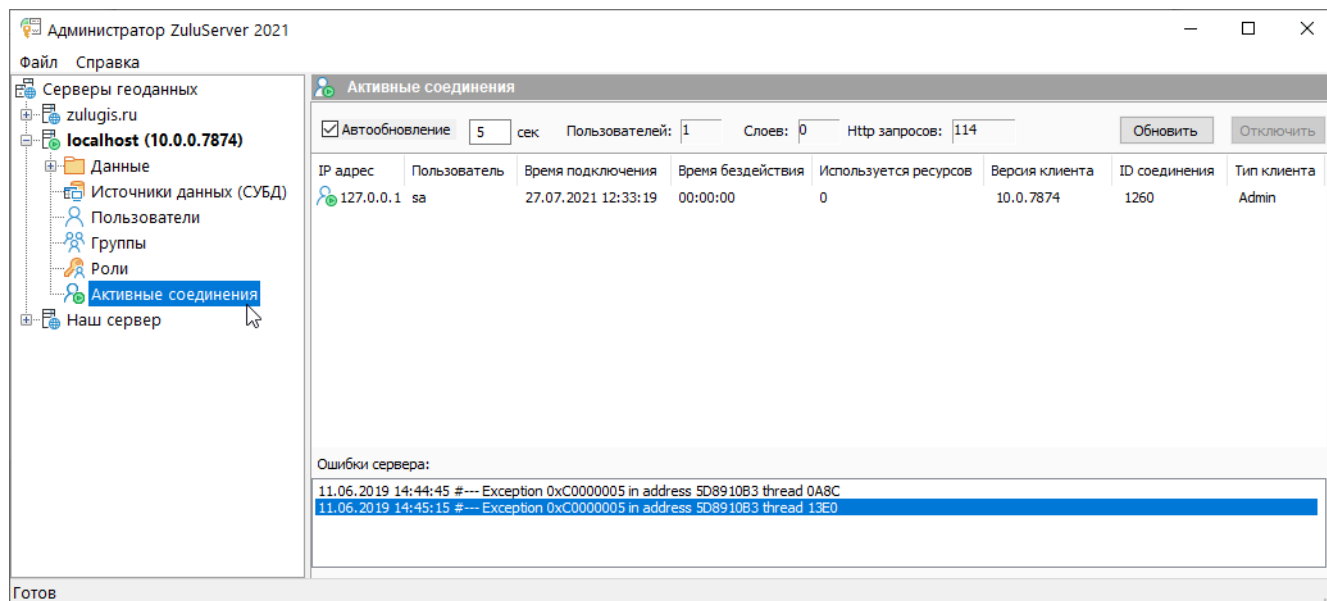 Администратор ZuluServer 2021
Файл Справка
Серверы геоданных
zulugis.ru
localhost (10.0.0.7874)
Данные
Источники данных (СУБД)
Пользователи
Группы
Роли
Активные соединения
Наш сервер
Активные соединения
Автообновление 5 сек Пользователей: 1 Слоев: 0 Http запросов: 114 Обновить Отключить
IP адрес Пользователь Время подключения Время бездействия Используется ресурсов Версия клиента ID соединения Тип клиента
127.0.0.1 sa 27.07.2021 12:33:19 00:00:00 0 10.0.7874 1260 Admin
Ошибки сервера:
11.06.2019 14:44:45 #--- Exception 0xC0000005 in address 5D8910B3 thread 0A8C
11.06.2019 14:45:15 #--- Exception 0xC0000005 in address 5D8910B3 thread 13E0
Готов